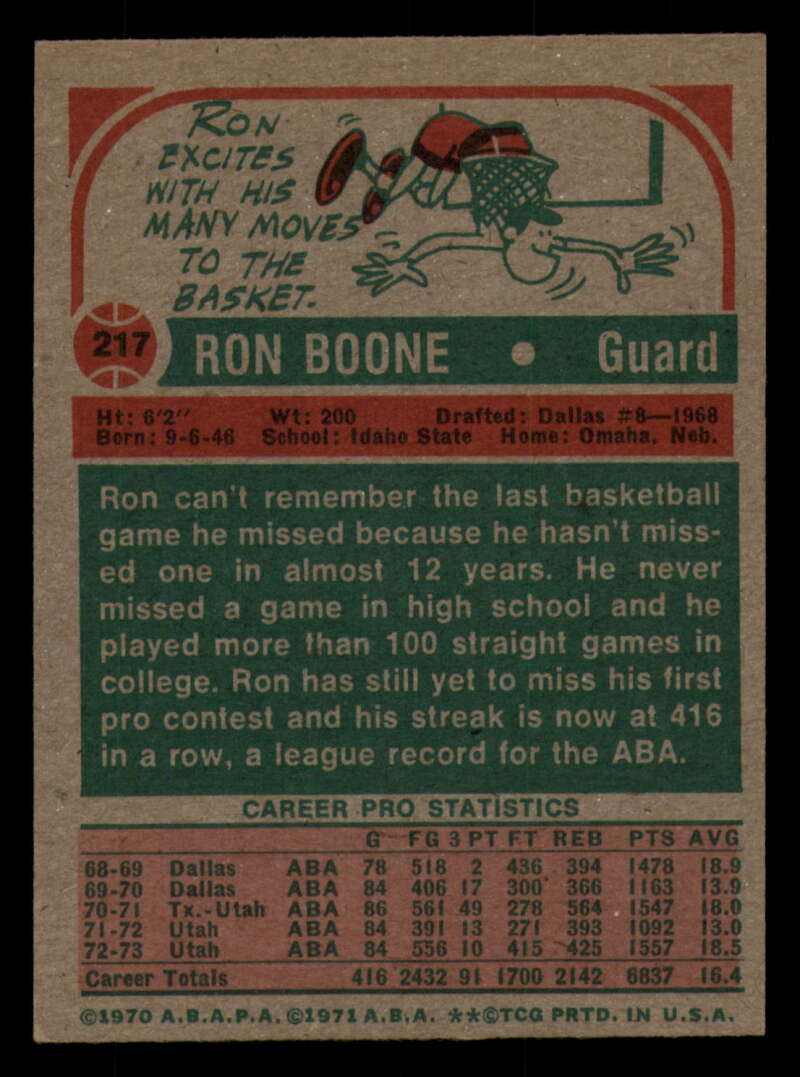 RON
EXCITES
WITH HIS
MANY MOVES
TO THE
BASKET.
217 RON BOONE • Guard
Ht: 6'2" Wt: 200 Drafted: Dallas #8—1968
Born: 9-6-46 School: Idaho State Home: Omaha, Neb.
Ron can't remember the last basketball
game he missed because he hasn't miss-
ed one in almost 12 years. He never
missed a game in high school and he
played more than 100 straight games in
college. Ron has still yet to miss his first
pro contest and his streak is now at 416
in a row, a league record for the ABA.
CAREER PRO STATISTICS
G FG 3 PT FT REB PTS AVG
68-69 Dallas ABA 78 518 2 436 394 1478 18.9
69-70 Dallas ABA 84 406 17 300 366 1163 13.9
70-71 Tx.-Utah ABA 86 561 49 278 564 1547 18.0
71-72 Utah ABA 84 391 13 271 393 1092 13.0
72-73 Utah ABA 84 556 10 415 425 1557 18.5
Career Totals 416 2432 91 1700 2142 6837 16.4
©1970 A.B.A.P.A. ©1971 A.B.A. **©TCG PRTD. IN U.S.A.